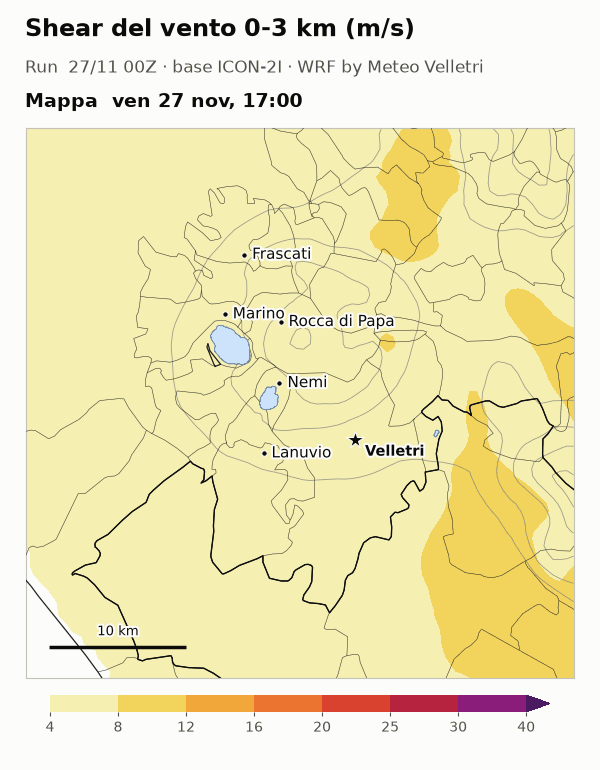 Shear del vento 0-3 km (m/s)
Run  27/11 00Z · base ICON-2I · WRF by Meteo Velletri
Mappa  ven 27 nov, 17:00
Frascati
Marino
Rocca di Papa
Nemi
Velletri
Lanuvio
10 km
4 8 12 16 20 25 30 40